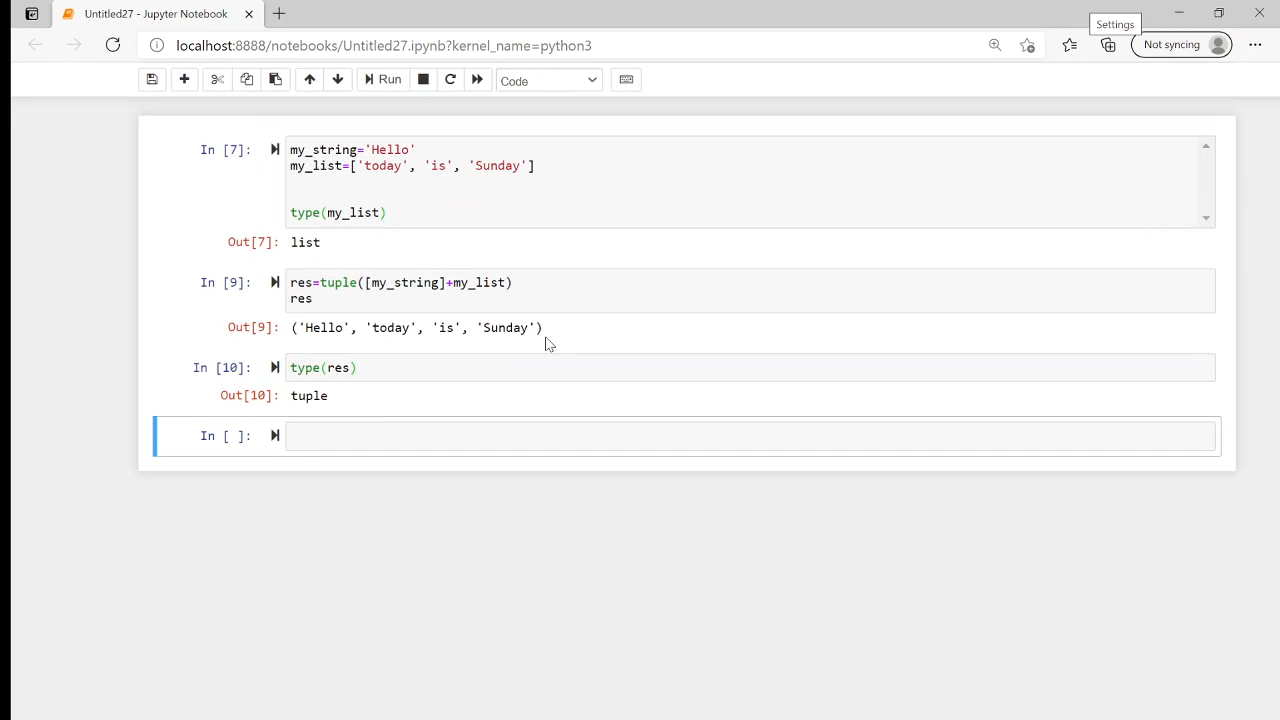 Untitled27 - Jupyter Notebook
Settings
localhost:8888/notebooks/Untitled27.ipynb?kernel_name=python3
Not syncing
Run
Code
In [7]:
my_string='Hello'
my_list=['today', 'is', 'Sunday']
type(my_list)
Out[7]: list
In [9]:
res=tuple([my_string]+my_list)
res
Out[9]: ('Hello', 'today', 'is', 'Sunday')
In [10]: type(res)
Out[10]: tuple
In [ ]: